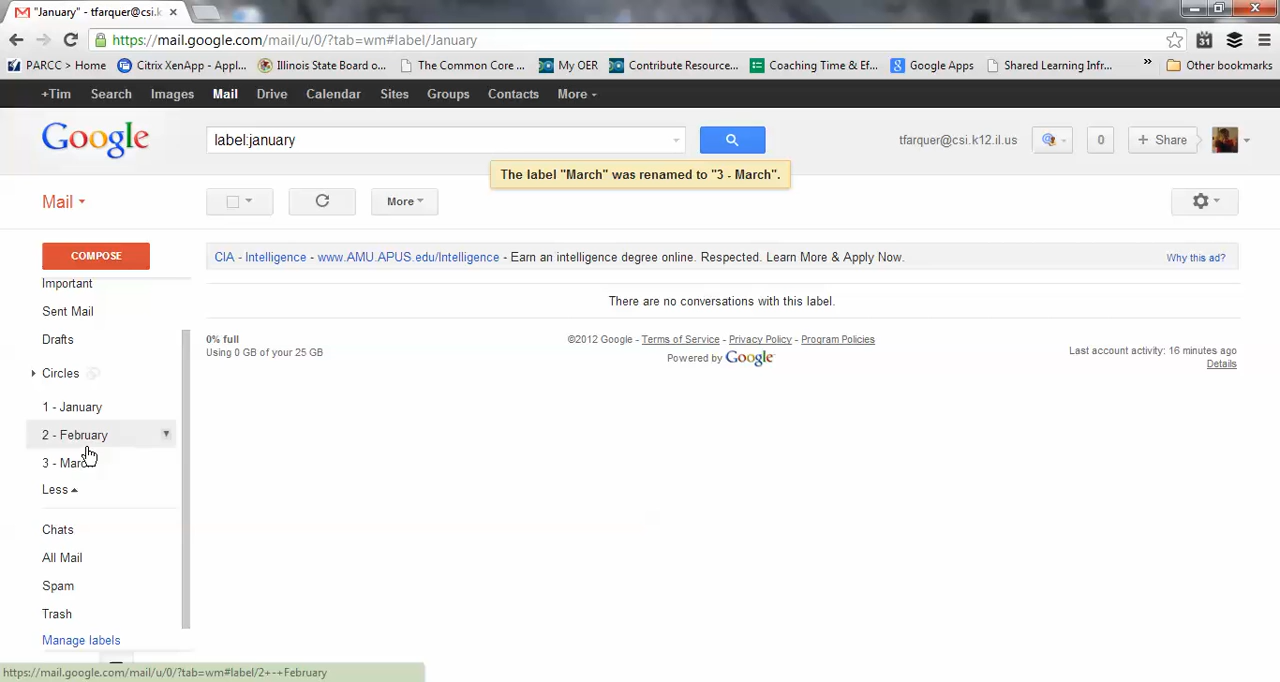 "January" - tfarquer@csi.k
https://mail.google.com/mail/u/0/?tab=wm#label/January
31
PARCC > Home
Citrix XenApp - Appl...
Illinois State Board o...
The Common Core ...
My OER
Contribute Resource...
Coaching Time & Ef...
Google Apps
Shared Learning Infr...
»
Other bookmarks
+Tim
Search
Images
Mail
Drive
Calendar
Sites
Groups
Contacts
More
Google
label:january
tfarquer@csi.k12.il.us
0
+ Share
The label "March" was renamed to "3 - March".
Mail
More
COMPOSE
CIA - Intelligence - www.AMU.APUS.edu/Intelligence - Earn an intelligence degree online. Respected. Learn More & Apply Now.
Why this ad?
Important
There are no conversations with this label.
Sent Mail
Drafts
0% full
Using 0 GB of your 25 GB
©2012 Google - Terms of Service - Privacy Policy - Program Policies
Powered by Google
Last account activity: 16 minutes ago
Details
Circles
1 - January
2 - February
3 - March
Less
Chats
All Mail
Spam
Trash
Manage labels
https://mail.google.com/mail/u/0/?tab=wm#label/2+-+February